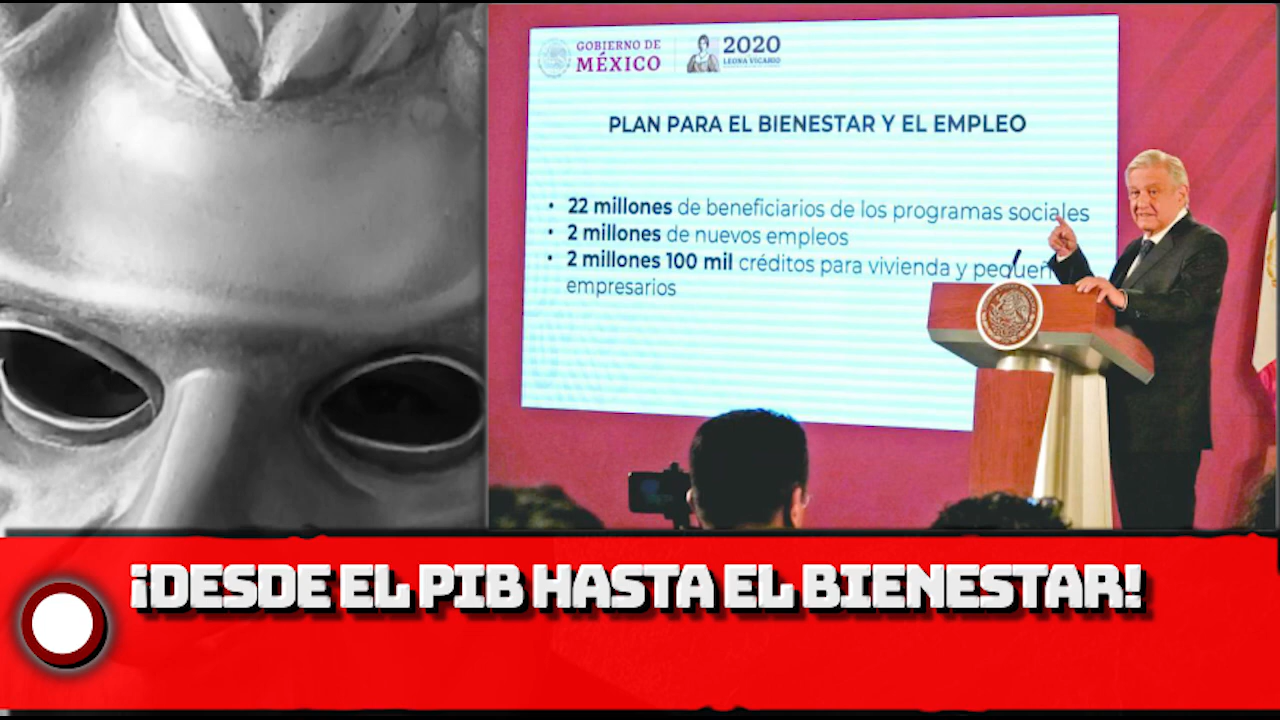 GOBIERNO DE
MÉXICO
2020
LEONA VICARIO
PLAN PARA EL BIENESTAR Y EL EMPLEO
• 22 millones de beneficiarios de los programas sociales
• 2 millones de nuevos empleos
• 2 millones 100 mil créditos para vivienda y pequeñ
empresarios
¡DESDE EL PIB HASTA EL BIENESTAR!